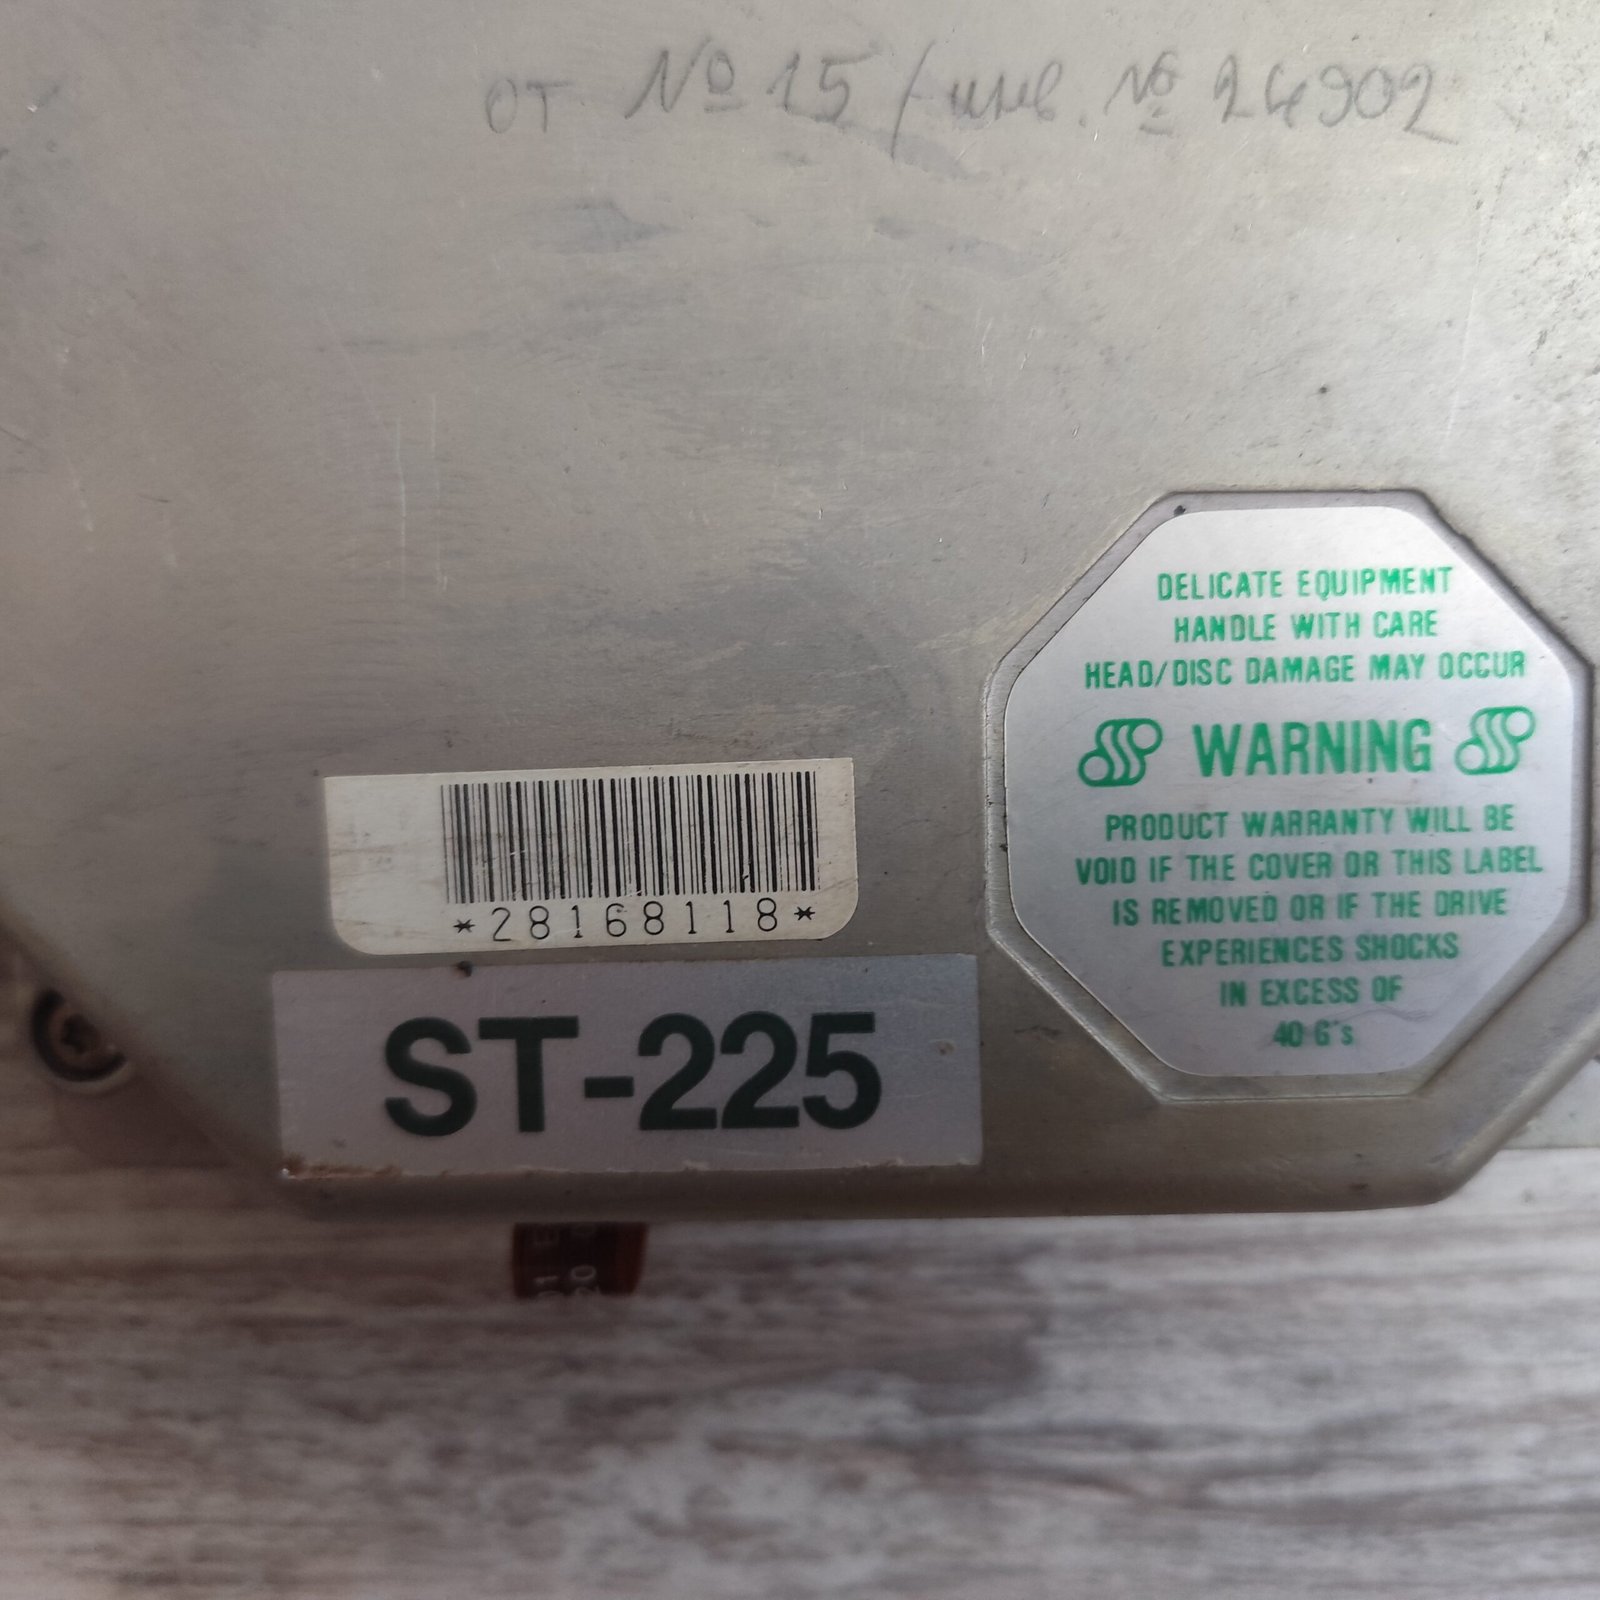 от № 15 / инв. № 24902
DELICATE EQUIPMENT
HANDLE WITH CARE
HEAD/DISC DAMAGE MAY OCCUR
WARNING
PRODUCT WARRANTY WILL BE
VOID IF THE COVER OR THIS LABEL
IS REMOVED OR IF THE DRIVE
EXPERIENCES SHOCKS
IN EXCESS OF
40 G's
*28168118*
ST-225